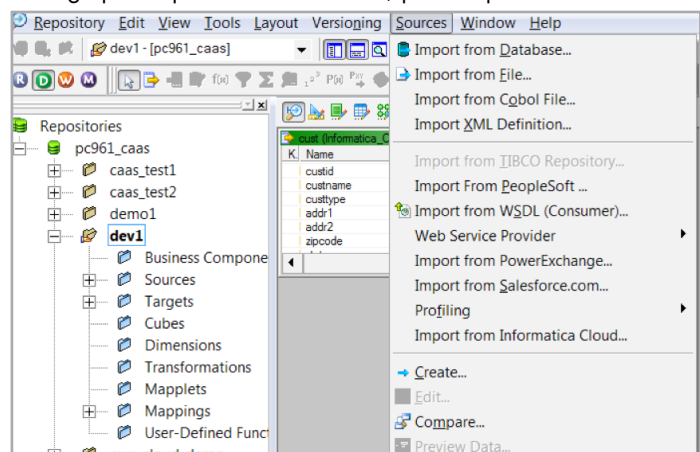 Repository Edit View Tools Layout Versioning Sources Window Help
dev1 - [pc961_caas]
R D W M
Repositories
pc961_caas
caas_test1
caas_test2
demo1
dev1
Business Compone
Sources
Targets
Cubes
Dimensions
Transformations
Mapplets
Mappings
User-Defined Funct
cust (Informatica_C
K. Name
custid
custname
custtype
addr1
addr2
zipcode
Import from Database...
Import from File...
Import from Cobol File...
Import XML Definition...
Import from TIBCO Repository...
Import From PeopleSoft ...
Import from WSDL (Consumer)...
Web Service Provider
Import from PowerExchange...
Import from Salesforce.com...
Profiling
Import from Informatica Cloud...
Create...
Edit...
Compare...
Preview Data...